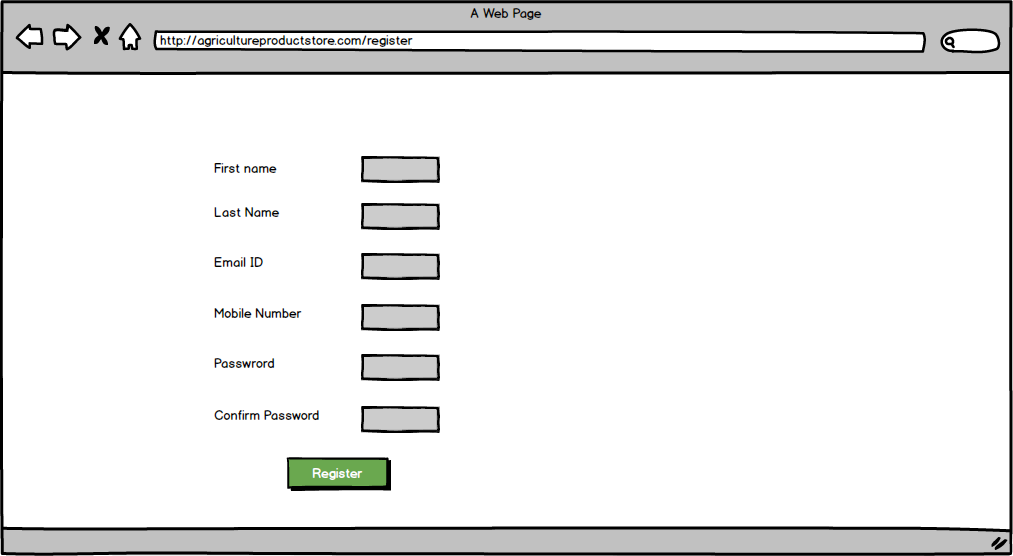 A Web Page
http://agricultureproductstore.com/register
First name
Last Name
Email ID
Mobile Number
Passwrord
Confirm Password
Register